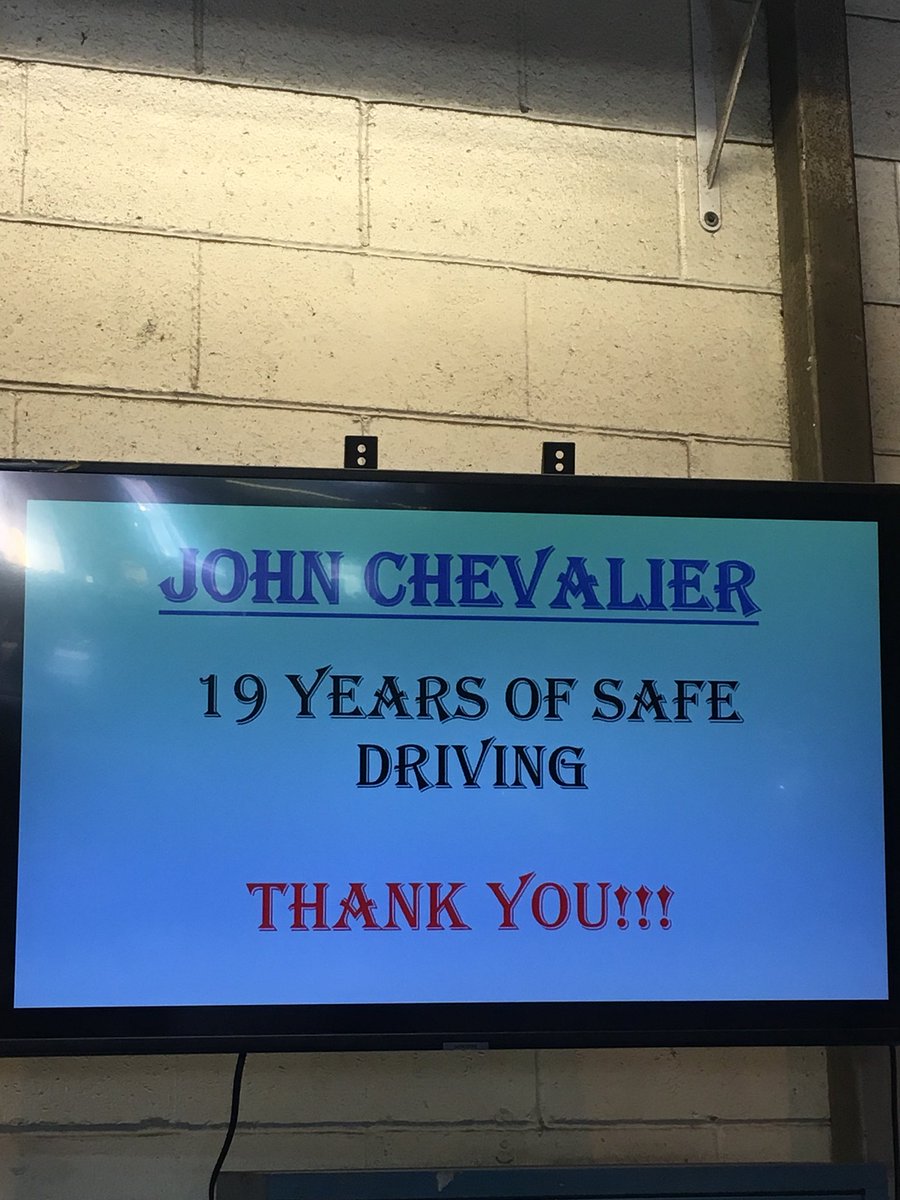 JOHN CHEVALIER
19 YEARS OF SAFE
DRIVING
THANK YOU!!!